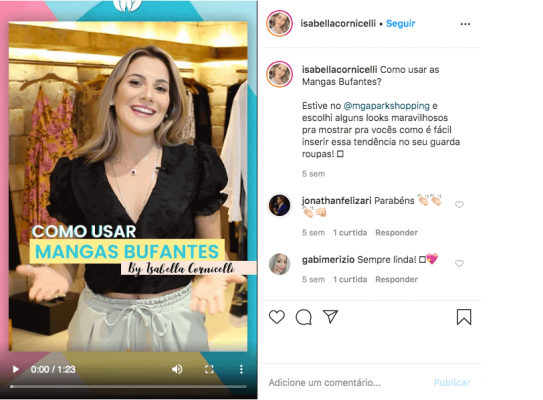 COMO USAR
MANGAS BUFANTES
By Isabella Cornicelli
0:00 / 1:23
isabellacornicelli • Seguir
isabellacornicelli Como usar as
Mangas Bufantes?
Estive no @mgaparkshopping e
escolhi alguns looks maravilhosos
pra mostrar pra vocês como é fácil
inserir essa tendência no seu guarda
roupas!
5 sem
jonathanfelizari Parabéns 👏🏻👏🏻
👏🏻👊🏻
5 sem 1 curtida Responder
gabimerizio Sempre linda! 💖
5 sem 1 curtida Responder
Adicione um comentário...
Publicar